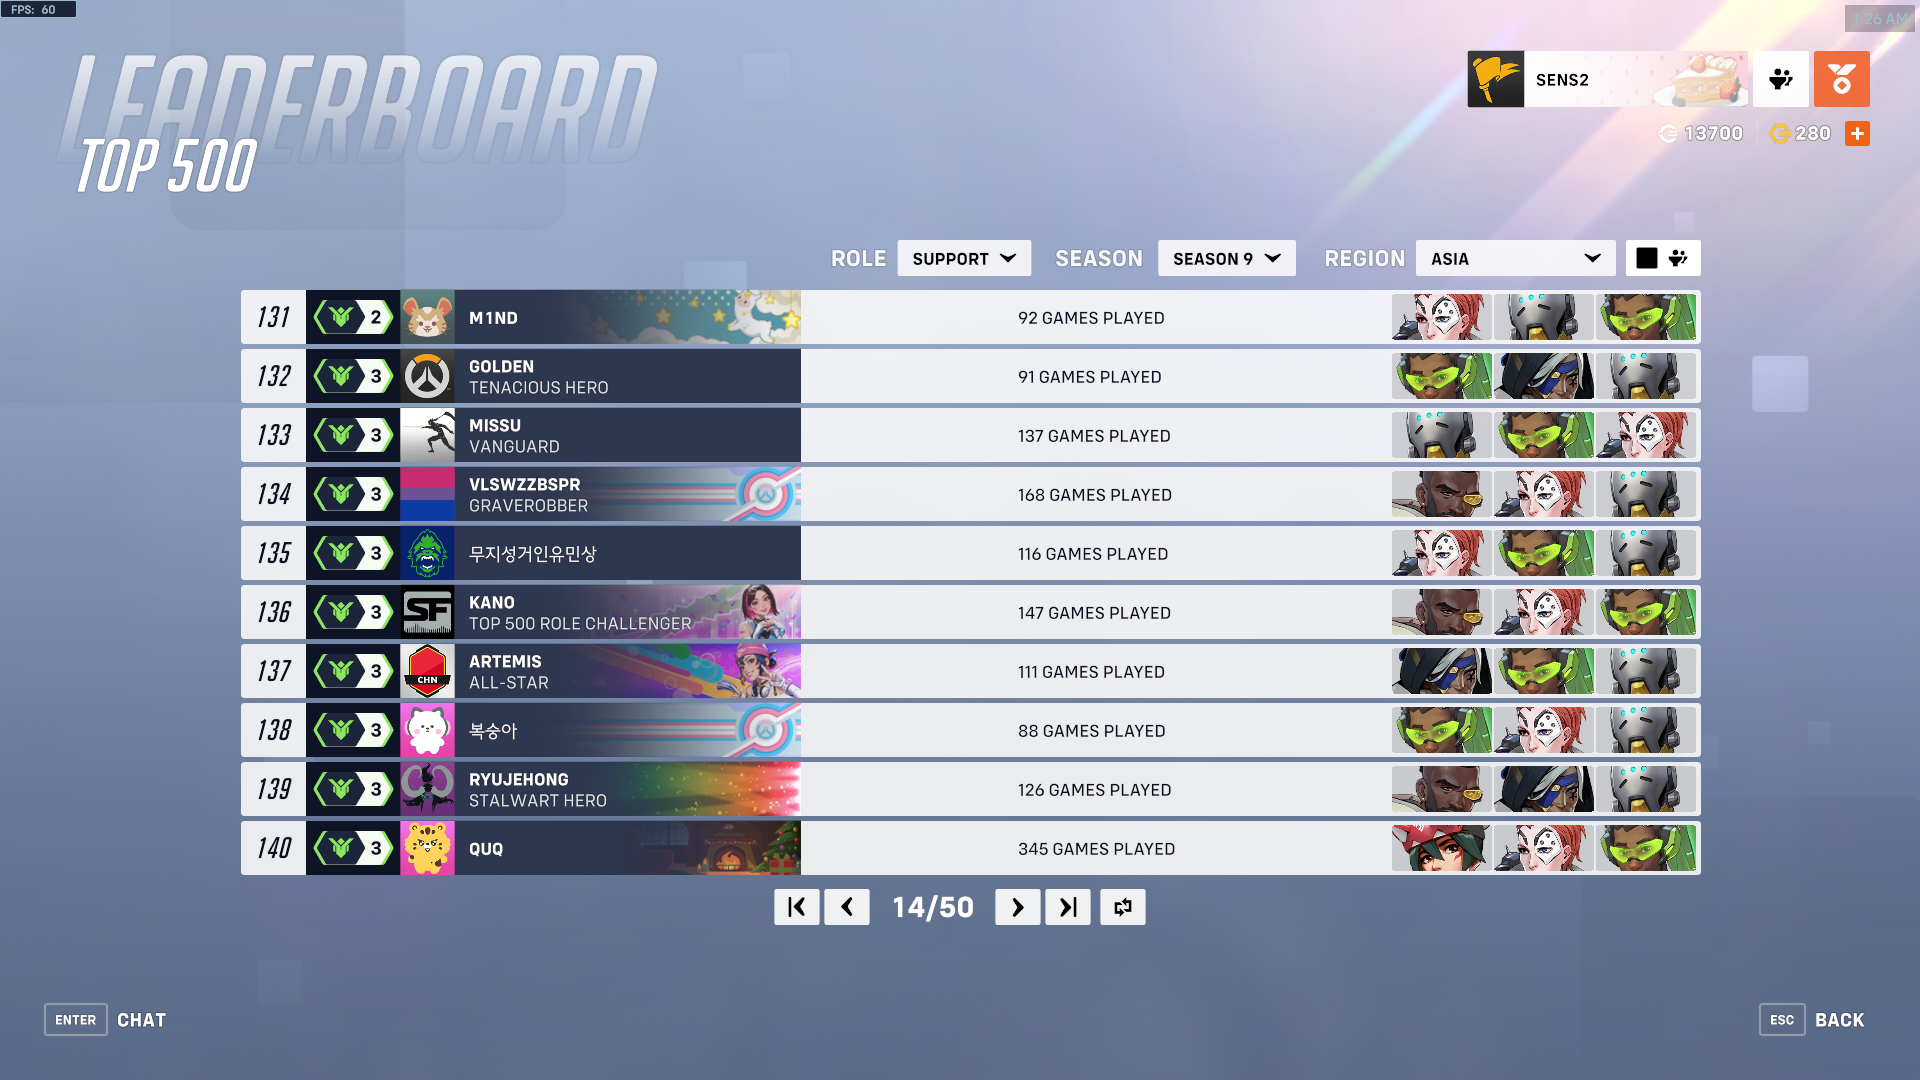 FPS: 60
1:26 AM
LEADERBOARD
TOP 500
SENS2
13700
280
ROLE
SUPPORT
SEASON
SEASON 9
REGION
ASIA
131
2
M1ND
92 GAMES PLAYED
132
3
GOLDEN
TENACIOUS HERO
91 GAMES PLAYED
133
3
MISSU
VANGUARD
137 GAMES PLAYED
134
3
VLSWZZBSPR
GRAVEROBBER
168 GAMES PLAYED
135
3
무지성거인유민상
116 GAMES PLAYED
136
3
SF
KANO
TOP 500 ROLE CHALLENGER
147 GAMES PLAYED
137
3
CHN
ARTEMIS
ALL-STAR
111 GAMES PLAYED
138
3
복숭아
88 GAMES PLAYED
139
3
RYUJEHONG
STALWART HERO
126 GAMES PLAYED
140
3
QUQ
345 GAMES PLAYED
14/50
ENTER
CHAT
ESC
BACK